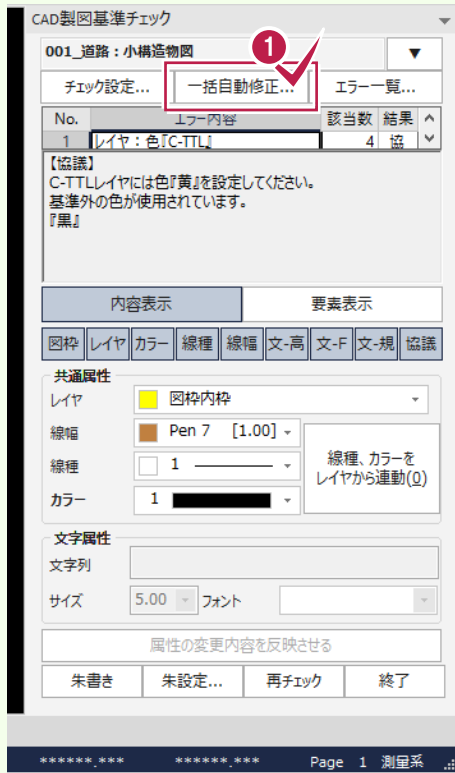 CAD製図基準チェック
001_道路：小構造物図 ▼
1
チェック設定... 一括自動修正... エラー一覧...
No. エラー内容 該当数 結果
1 レイヤ：色『C-TTL』 4 協
【協議】
C-TTLレイヤには色『黄』を設定してください。
基準外の色が使用されています。
『黒』
内容表示 要素表示
図枠 レイヤ カラー 線種 線幅 文-高 文-F 文-規 協議
共通属性
レイヤ 図枠内枠
線幅 Pen 7 [1.00]
線種 1
カラー 1
線種、カラーを
レイヤから連動(0)
文字属性
文字列
サイズ 5.00 フォント
属性の変更内容を反映させる
朱書き 朱設定... 再チェック 終了
******.*** ******.*** Page 1 測量系